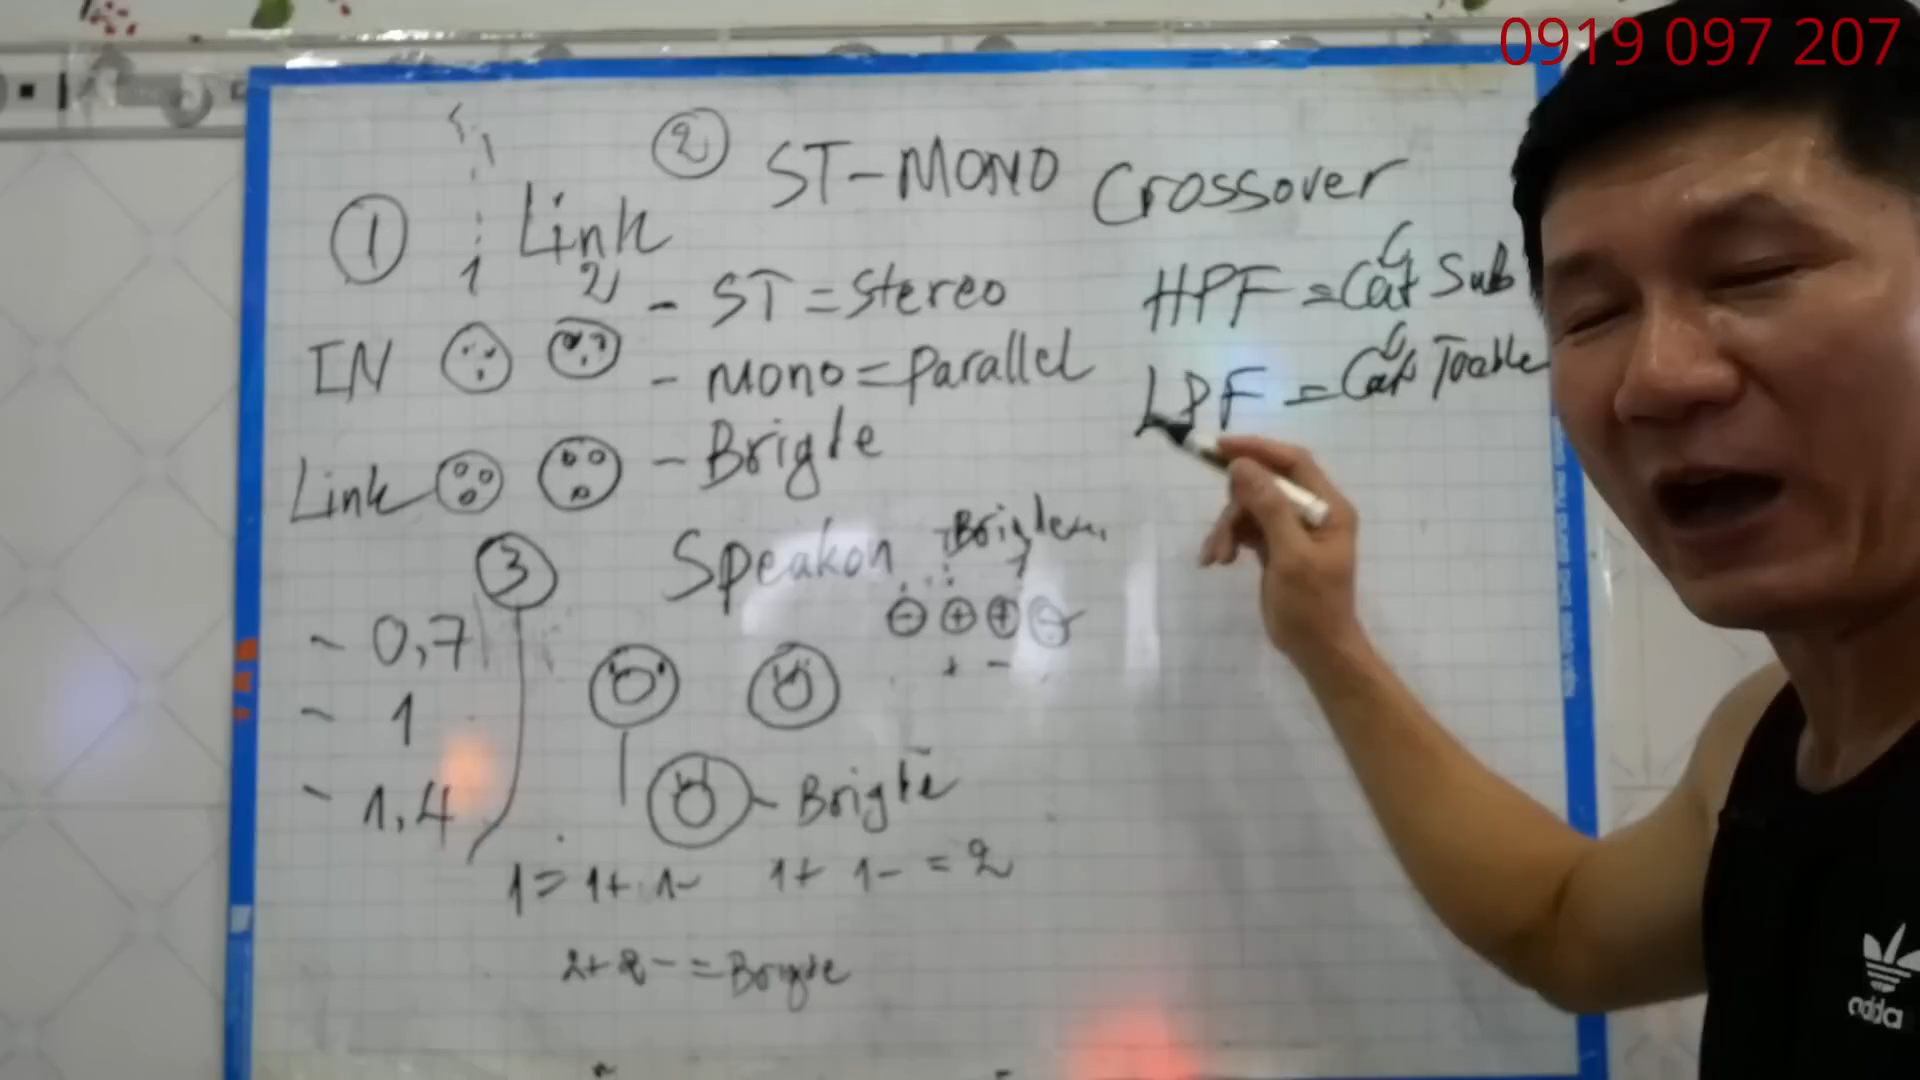 0919 097 207
② ST-MONO Crossover
① Link
1 2
- ST = Stereo
HPF = Cắt Sub
IN
- Mono = parallel
LPF = Cắt Treble
Link
- Brigle
③ Speakon
- 0,7
⊖ ⊕ ⊕
+ -
- 1
- 1,4
- Brigle
1 = 1+ 1- 1+ 1- = 2
2+ 2- = Brigle
adda